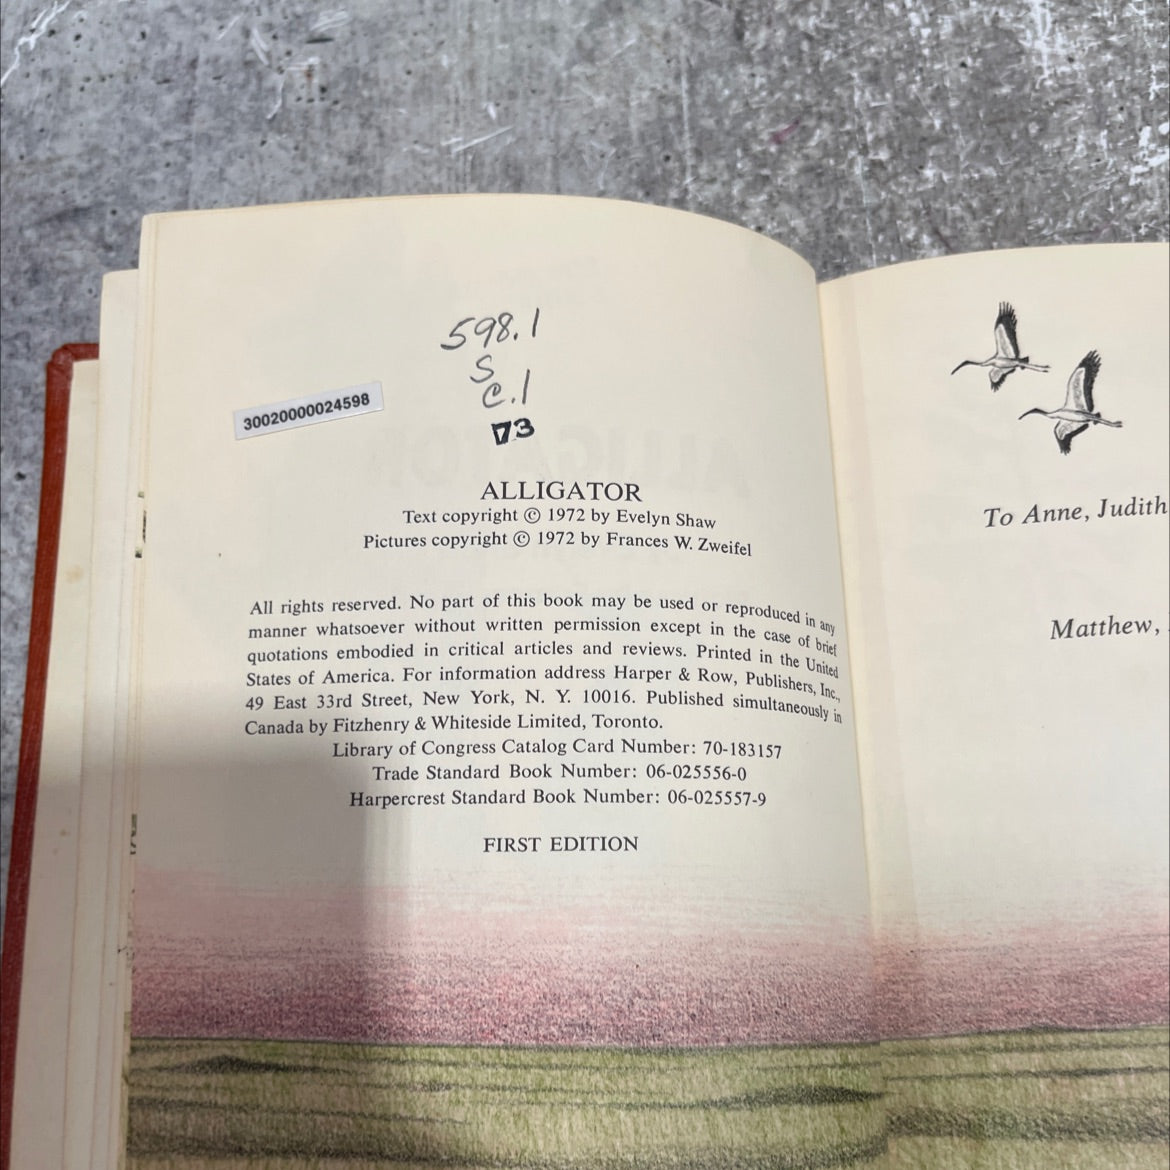 598.1
S
C.1
73
30020000024598
ALLIGATOR
Text copyright © 1972 by Evelyn Shaw
Pictures copyright © 1972 by Frances W. Zweifel
All rights reserved. No part of this book may be used or reproduced in any
manner whatsoever without written permission except in the case of brief
quotations embodied in critical articles and reviews. Printed in the United
States of America. For information address Harper & Row, Publishers, Inc.,
49 East 33rd Street, New York, N. Y. 10016. Published simultaneously in
Canada by Fitzhenry & Whiteside Limited, Toronto.
Library of Congress Catalog Card Number: 70-183157
Trade Standard Book Number: 06-025556-0
Harpercrest Standard Book Number: 06-025557-9
FIRST EDITION
To Anne, Judith
Matthew,